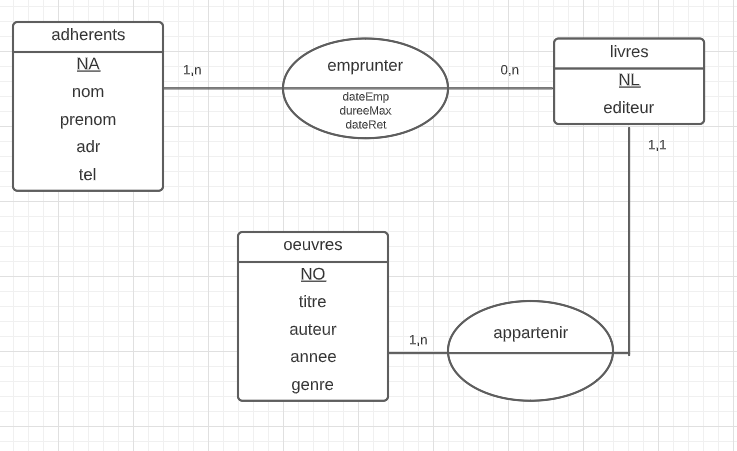 adherents
NA
nom
prenom
adr
tel
1,n
emprunter
dateEmp
dureeMax
dateRet
0,n
livres
NL
editeur
1,1
oeuvres
NO
titre
auteur
annee
genre
1,n
appartenir